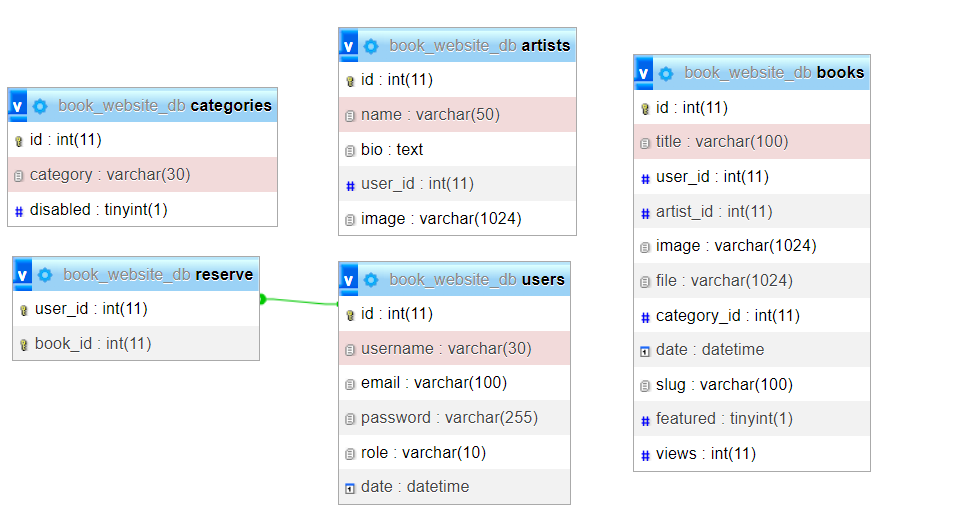 v book_website_db categories
id : int(11)
category : varchar(30)
# disabled : tinyint(1)
v book_website_db reserve
user_id : int(11)
book_id : int(11)
v book_website_db artists
id : int(11)
name : varchar(50)
bio : text
# user_id : int(11)
image : varchar(1024)
v book_website_db users
id : int(11)
username : varchar(30)
email : varchar(100)
password : varchar(255)
role : varchar(10)
date : datetime
v book_website_db books
id : int(11)
title : varchar(100)
# user_id : int(11)
# artist_id : int(11)
image : varchar(1024)
file : varchar(1024)
# category_id : int(11)
date : datetime
slug : varchar(100)
# featured : tinyint(1)
# views : int(11)